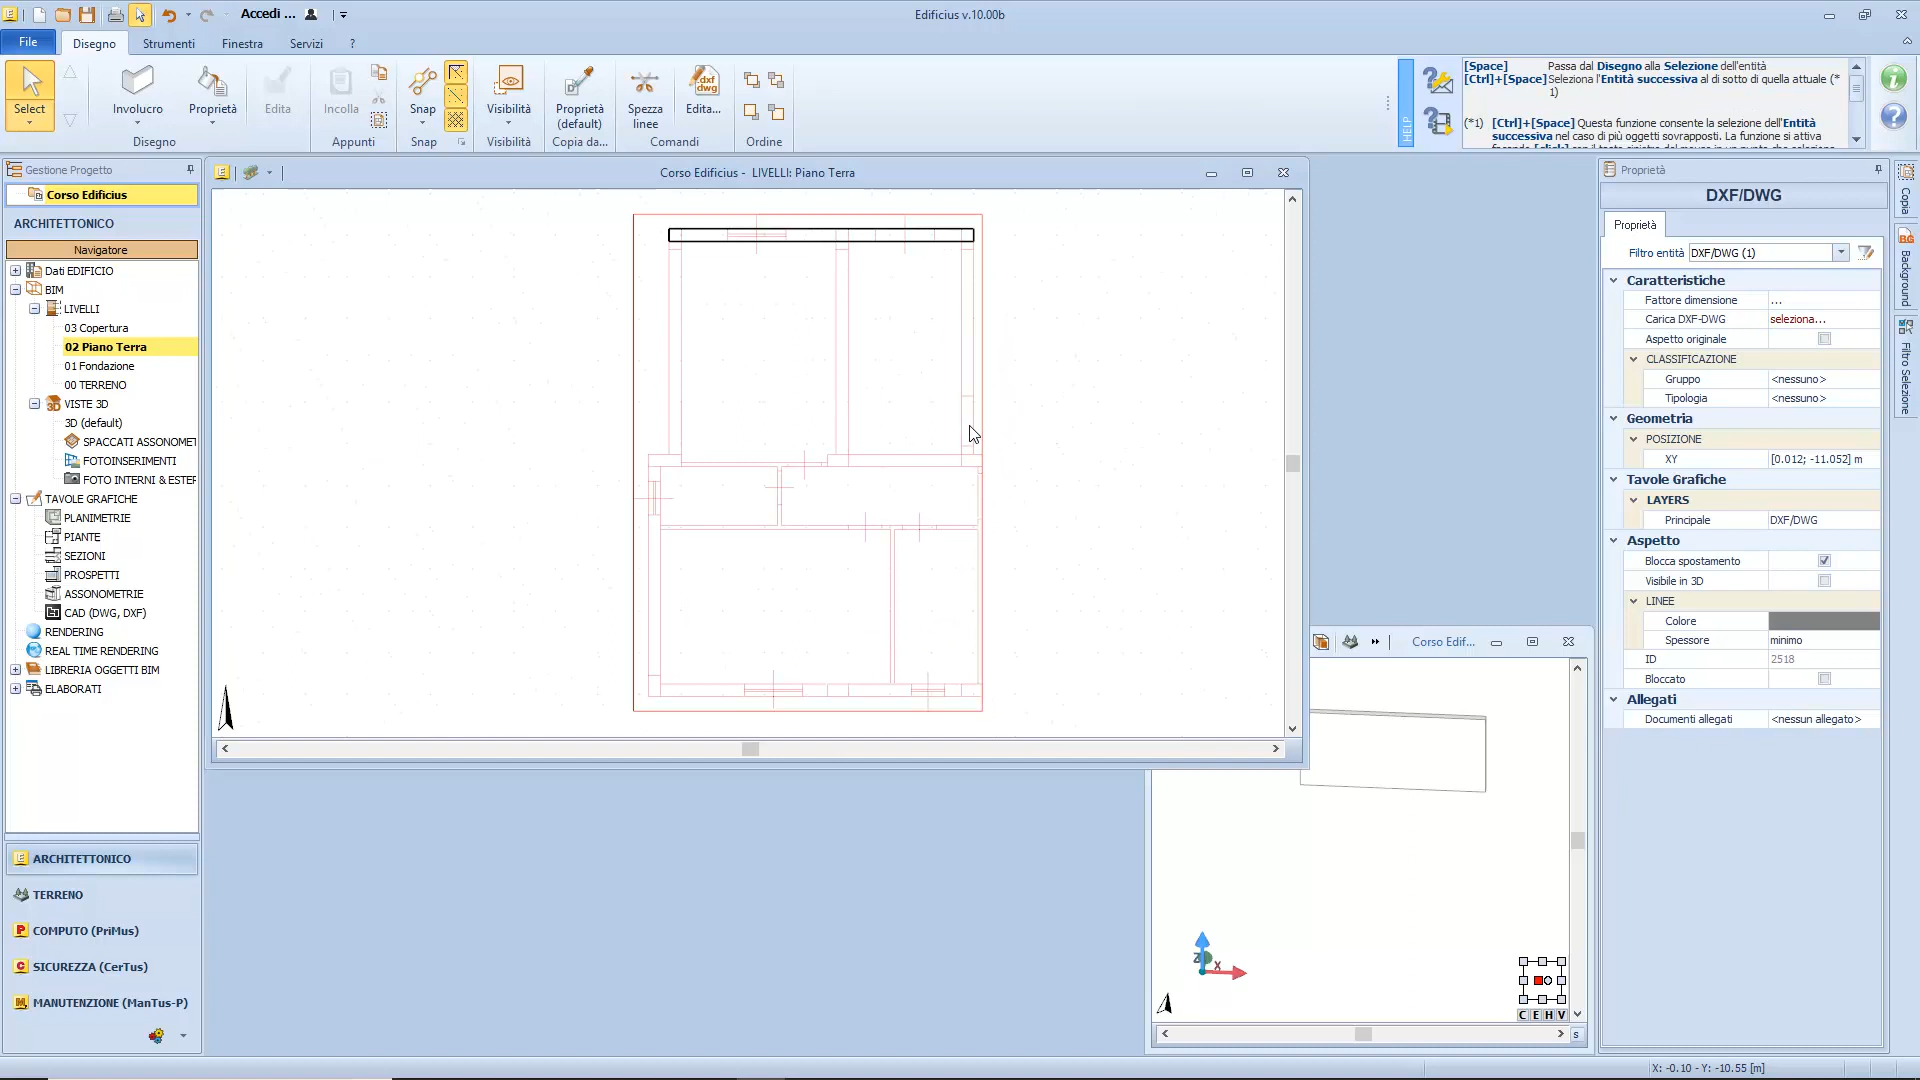 Accedi ...
Edificius v.10.00b
File
Disegno
Strumenti
Finestra
Servizi
?
Select
Involucro
Proprietà
Edita
Disegno
Incolla
Appunti
Snap
Snap
Visibilità
Visibilità
Proprietà
(default)
Copia da...
Spezza
linee
dxf
dwg
Edita...
Comandi
Ordine
HELP
[Space] Passa dal Disegno alla Selezione dell'entità
[Ctrl]+[Space] Seleziona l'Entità successiva al di sotto di quella attuale (*
1)
(*1) [Ctrl]+[Space] Questa funzione consente la selezione dell'Entità
successiva nel caso di più oggetti sovrapposti. La funzione si attiva
Gestione Progetto
Corso Edificius
ARCHITETTONICO
Navigatore
Dati EDIFICIO
BIM
LIVELLI
03 Copertura
02 Piano Terra
01 Fondazione
00 TERRENO
VISTE 3D
3D (default)
SPACCATI ASSONOMET
FOTOINSERIMENTI
FOTO INTERNI & ESTER
TAVOLE GRAFICHE
PLANIMETRIE
PIANTE
SEZIONI
PROSPETTI
ASSONOMETRIE
CAD (DWG, DXF)
RENDERING
REAL TIME RENDERING
LIBRERIA OGGETTI BIM
ELABORATI
ARCHITETTONICO
TERRENO
COMPUTO (PriMus)
SICUREZZA (CerTus)
MANUTENZIONE (ManTus-P)
Corso Edificius - LIVELLI: Piano Terra
Corso Edif...
Z
X
C E H V
S
Proprietà
DXF/DWG
Proprietà
Filtro entità DXF/DWG (1)
Caratteristiche
Fattore dimensione ...
Carica DXF-DWG seleziona...
Aspetto originale
CLASSIFICAZIONE
Gruppo <nessuno>
Tipologia <nessuno>
Geometria
POSIZIONE
XY [0.012; -11.052] m
Tavole Grafiche
LAYERS
Principale DXF/DWG
Aspetto
Blocca spostamento
Visibile in 3D
LINEE
Colore
Spessore minimo
ID 2518
Bloccato
Allegati
Documenti allegati <nessun allegato>
Copia
BG
Background
Filtro Selezione
X: -0.10 - Y: -10.55 [m]